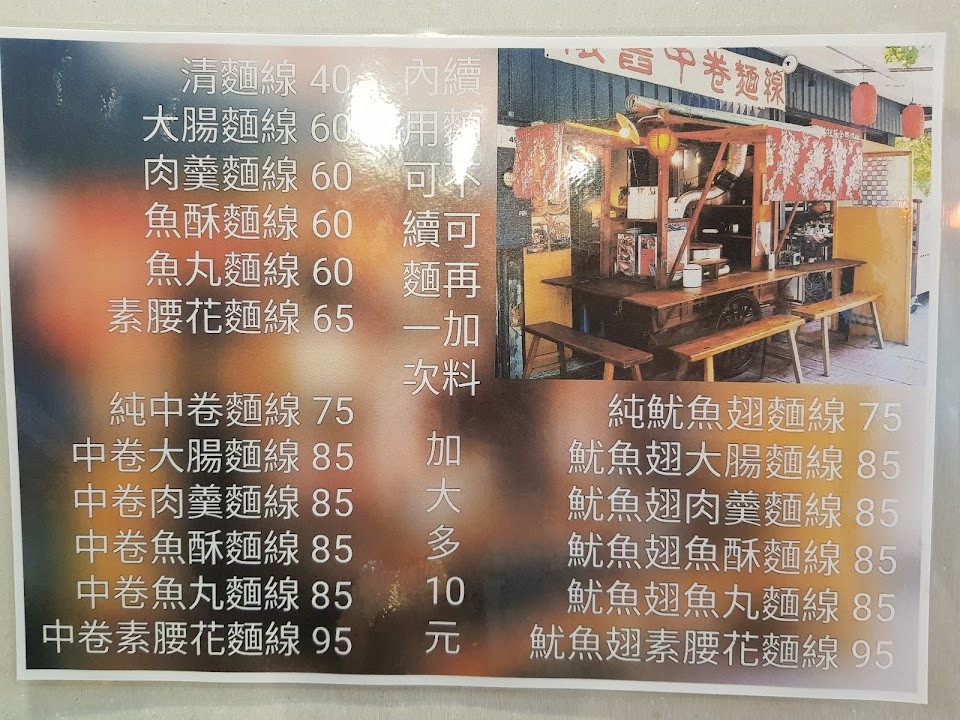 清麵線 40
大腸麵線 60
肉羹麵線 60
魚酥麵線 60
魚丸麵線 60
素腰花麵線 65
純中卷麵線 75
中卷大腸麵線 85
中卷肉羹麵線 85
中卷魚酥麵線 85
中卷魚丸麵線 85
中卷素腰花麵線 95
內用可續麵一次
續麵不可再加料
加大多10元
中卷麵線
純魷魚翅麵線 75
魷魚翅大腸麵線 85
魷魚翅肉羹麵線 85
魷魚翅魚酥麵線 85
魷魚翅魚丸麵線 85
魷魚翅素腰花麵線 95